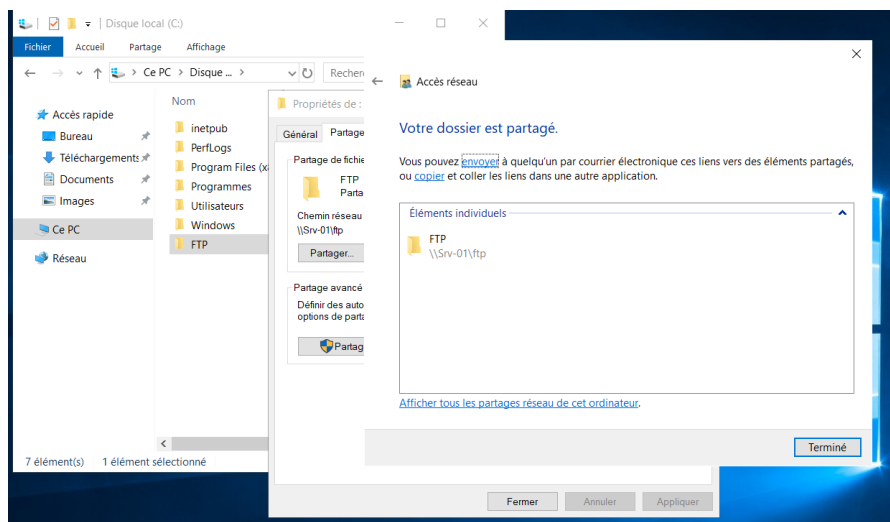 Disque local (C:)
Fichier Accueil Partage Affichage
Ce PC > Disque ... >
Accès rapide
Bureau
Téléchargements
Documents
Images
Ce PC
Réseau
Nom
inetpub
PerfLogs
Program Files
Programmes
Utilisateurs
Windows
FTP
7 élément(s) 1 élément sélectionné
Propriétés de :
Général Partage
Partage de fichie
FTP
Parta
Chemin réseau
\\Srv-01\ftp
Partager...
Partage avancé
Définir des auto
options de parta
Partag
Fermer Annuler Appliquer
Accès réseau
Votre dossier est partagé.
Vous pouvez envoyer à quelqu'un par courrier électronique ces liens vers des éléments partagés,
ou copier et coller les liens dans une autre application.
Éléments individuels
FTP
\\Srv-01\ftp
Afficher tous les partages réseau de cet ordinateur.
Terminé